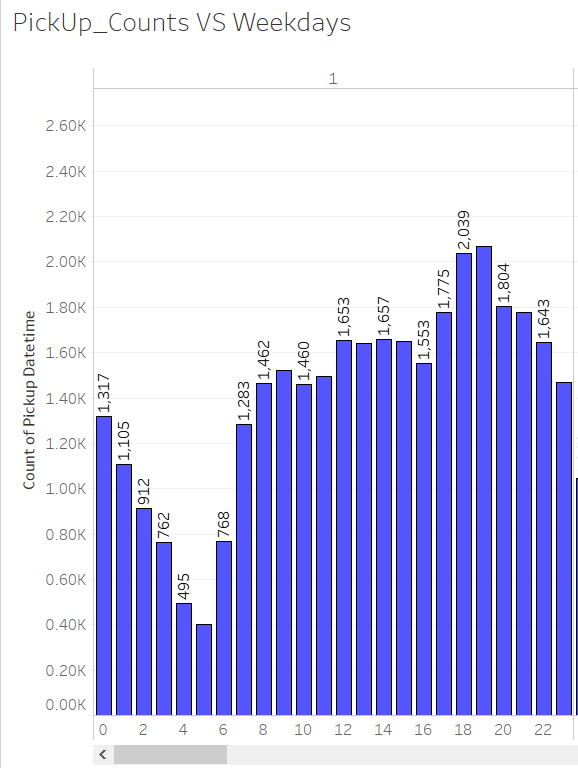 PickUp_Counts VS Weekdays
1
2.60K
2.40K
2.20K
2.00K
1.80K
1.60K
1.40K
1.20K
1.00K
0.80K
0.60K
0.40K
0.20K
0.00K
Count of Pickup Datetime
1,317
1,105
912
762
495
768
1,283
1,462
1,460
1,653
1,657
1,553
1,775
2,039
1,804
1,643
0 2 4 6 8 10 12 14 16 18 20 22